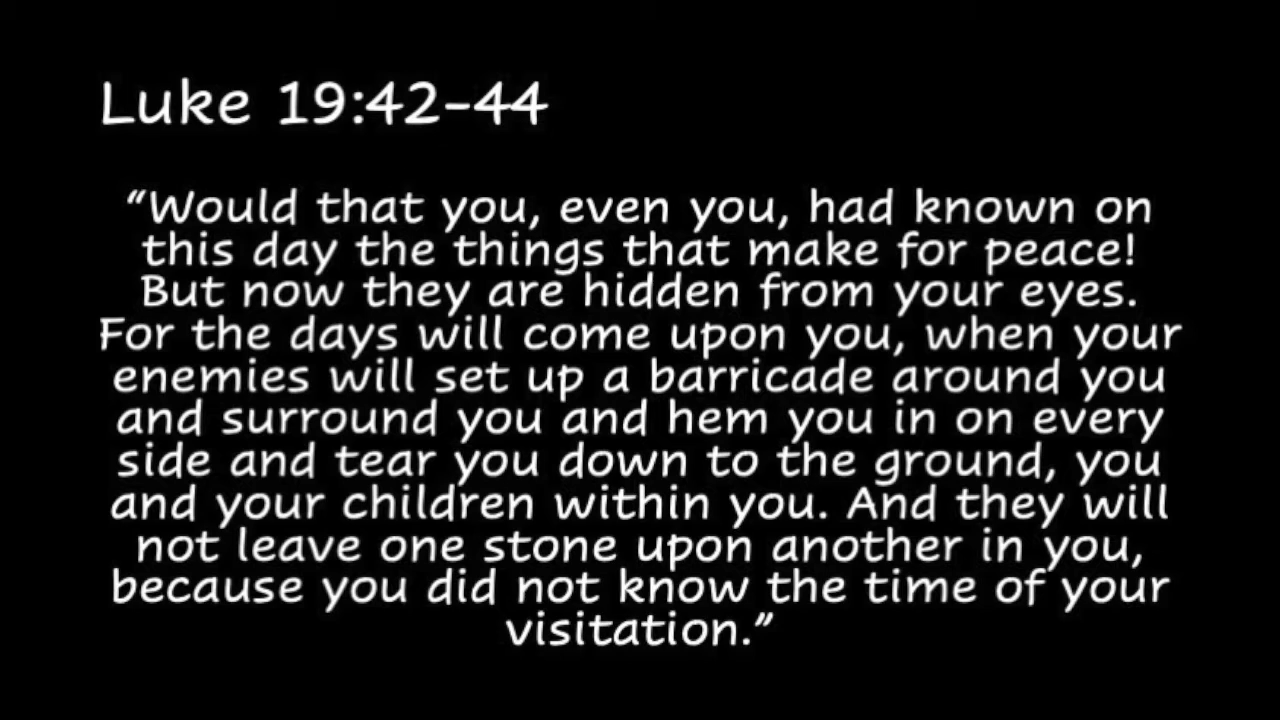 Luke 19:42-44
“Would that you, even you, had known on
this day the things that make for peace!
But now they are hidden from your eyes.
For the days will come upon you, when your
enemies will set up a barricade around you
and surround you and hem you in on every
side and tear you down to the ground, you
and your children within you. And they will
not leave one stone upon another in you,
because you did not know the time of your
visitation.”